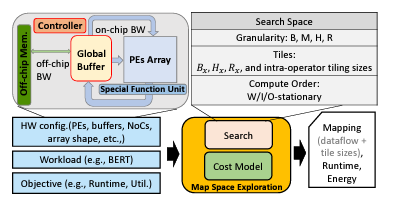 Controller
on-chip BW
Off-chip Mem.
off-chip
BW
Global
Buffer
PEs Array
Special Function Unit
Search Space
Granularity: B, M, H, R
Tiles:
Bₓ, Hₓ, Rₓ, and intra-operator tiling sizes
Compute Order:
W/I/O-stationary
HW config.(PEs, buffers, NoCs,
array shape, etc.,)
Workload (e.g., BERT)
Objective (e.g., Runtime, Util.)
Search
Cost Model
Map Space Exploration
Mapping
(dataflow +
tile sizes),
Runtime,
Energy